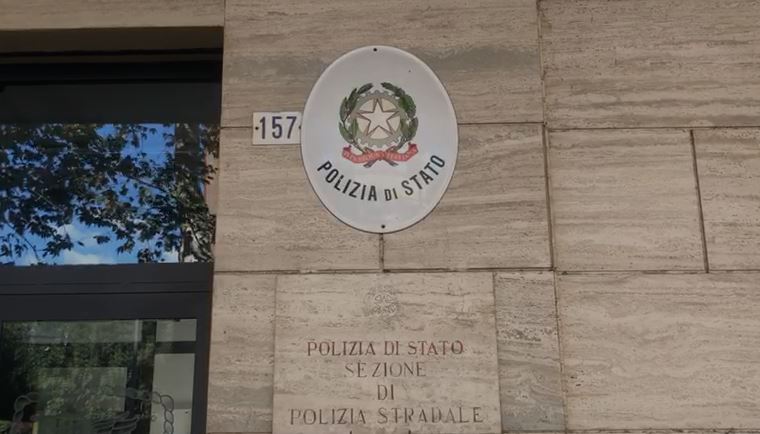 157
POLIZIA DI STATO
POLIZIA DI STATO
SEZIONE
DI
POLIZIA STRADALE